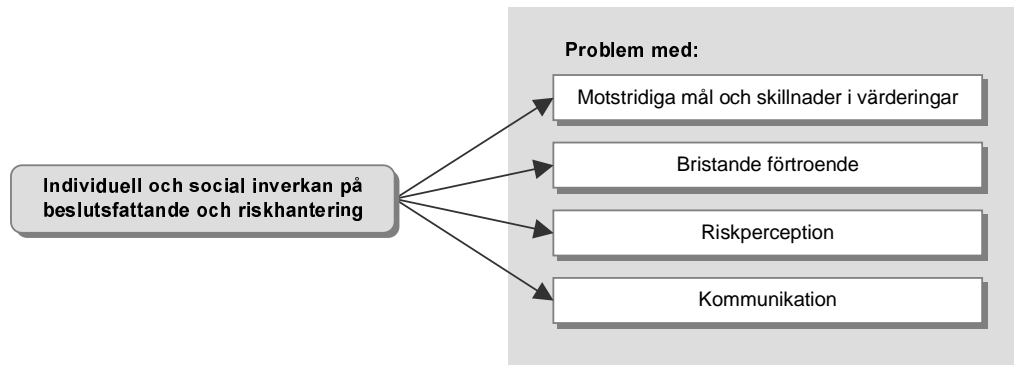 Problem med:
Motstridiga mål och skillnader i värderingar
Bristande förtroende
Individuell och social inverkan på
beslutsfattande och riskhantering
Riskperception
Kommunikation